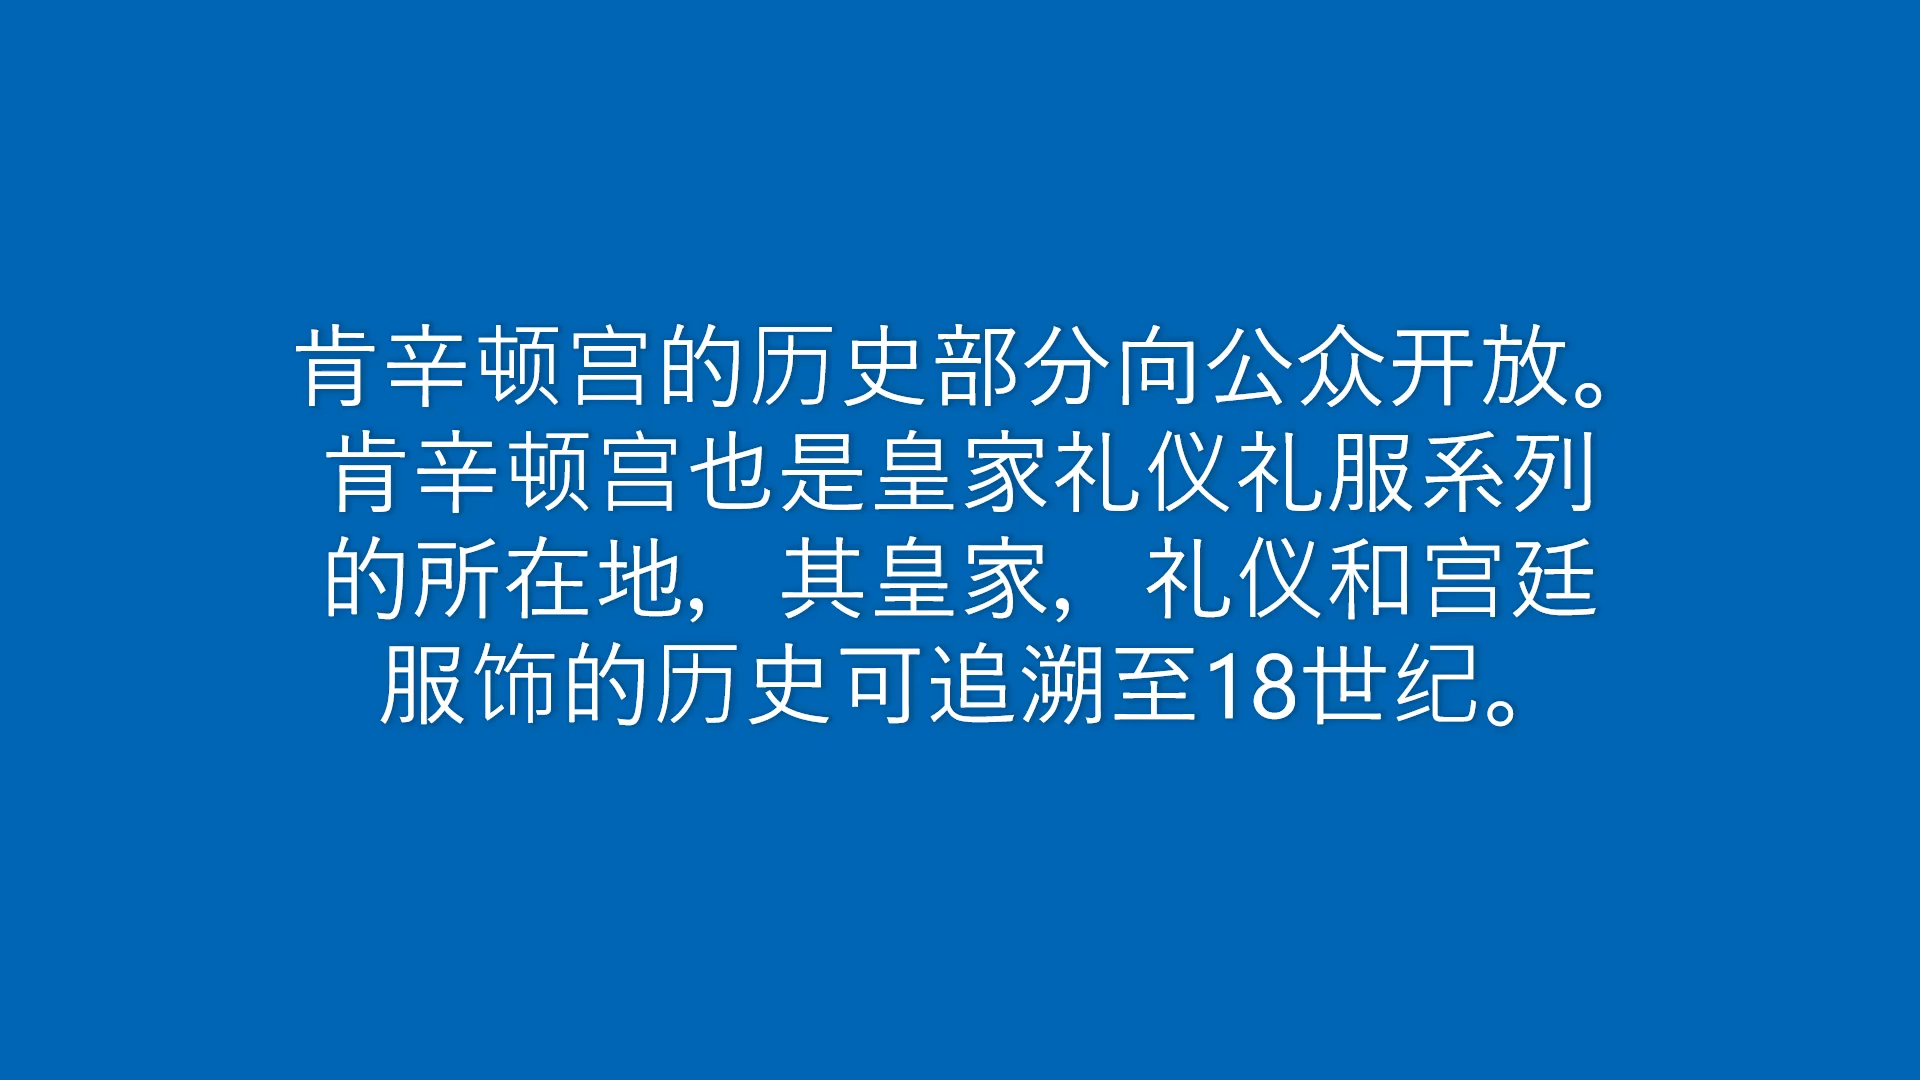 肯辛顿宫的历史部分向公众开放。
肯辛顿宫也是皇家礼仪礼服系列
的所在地，其皇家，礼仪和宫廷
服饰的历史可追溯至18世纪。